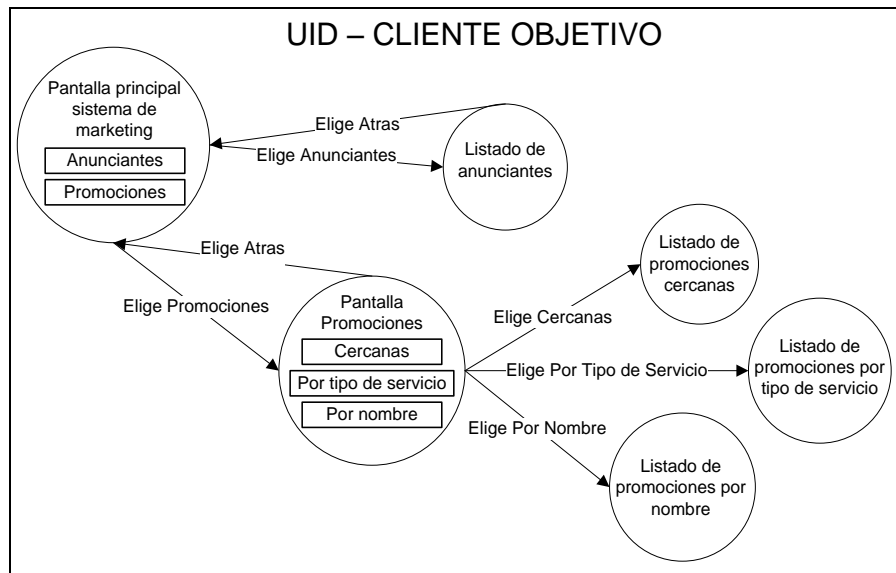 UID – CLIENTE OBJETIVO
Pantalla principal
sistema de
marketing
Anunciantes
Promociones
Elige Atras
Elige Anunciantes
Listado de
anunciantes
Elige Atras
Elige Promociones
Pantalla
Promociones
Cercanas
Por tipo de servicio
Por nombre
Elige Cercanas
Listado de
promociones
cercanas
Elige Por Tipo de Servicio
Listado de
promociones por
tipo de servicio
Elige Por Nombre
Listado de
promociones por
nombre